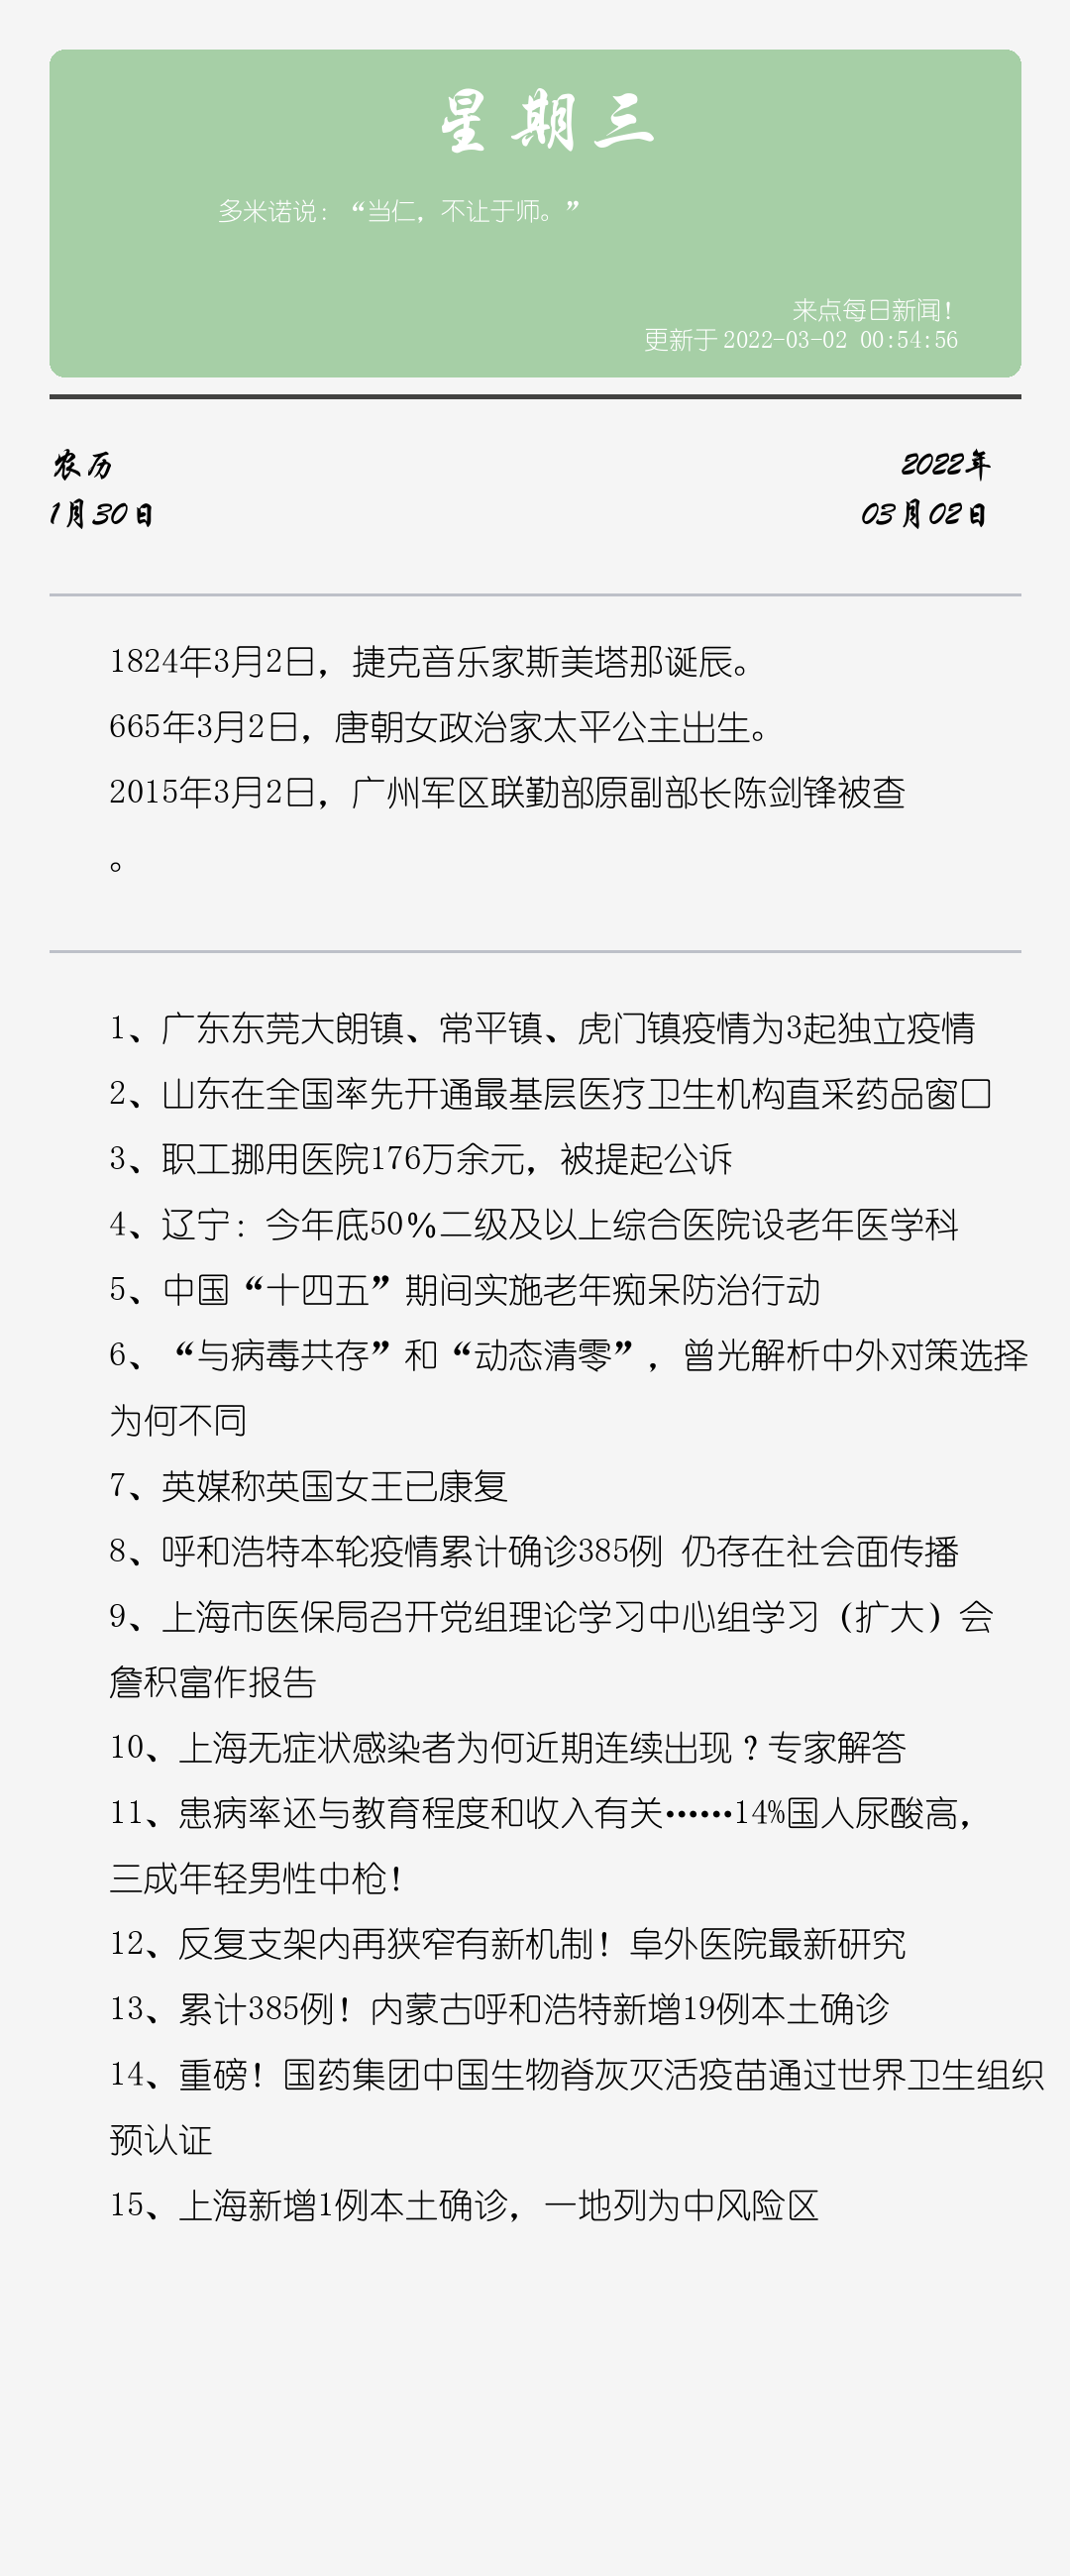 星期三
多米诺说：“当仁，不让于师。”
来点每日新闻！
更新于 2022-03-02 00:54:56
农历
2022年
1月30日
03月02日
1824年3月2日，捷克音乐家斯美塔那诞辰。
665年3月2日，唐朝女政治家太平公主出生。
2015年3月2日，广州军区联勤部原副部长陈剑锋被查
。
1、广东东莞大朗镇、常平镇、虎门镇疫情为3起独立疫情
2、山东在全国率先开通最基层医疗卫生机构直采药品窗口
3、职工挪用医院176万余元，被提起公诉
4、辽宁：今年底50％二级及以上综合医院设老年医学科
5、中国“十四五”期间实施老年痴呆防治行动
6、“与病毒共存”和“动态清零”，曾光解析中外对策选择
为何不同
7、英媒称英国女王已康复
8、呼和浩特本轮疫情累计确诊385例 仍存在社会面传播
9、上海市医保局召开党组理论学习中心组学习（扩大）会
詹积富作报告
10、上海无症状感染者为何近期连续出现？专家解答
11、患病率还与教育程度和收入有关……14%国人尿酸高，
三成年轻男性中枪！
12、反复支架内再狭窄有新机制！阜外医院最新研究
13、累计385例！内蒙古呼和浩特新增19例本土确诊
14、重磅！国药集团中国生物脊灰灭活疫苗通过世界卫生组织
预认证
15、上海新增1例本土确诊，一地列为中风险区